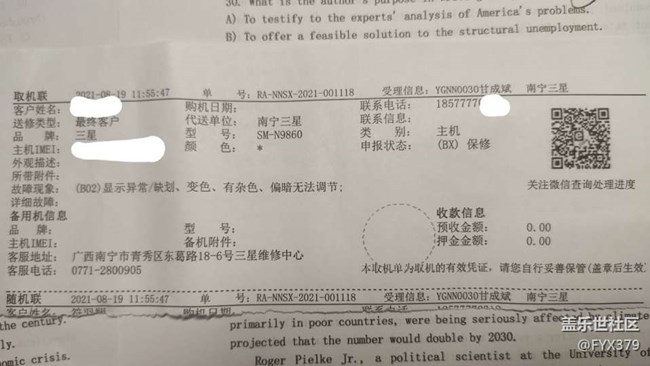 30. What is the author's purpose in
A) To testify to the experts' analysis of America's problems.
B) To offer a feasible solution to the structural unemployment.
取机联 2021-08-19 11:55:47 单 号: RA-NNSX-2021-001118 受理信息: YGNN0030甘成斌 南宁三星
客户姓名: 购机日期: 联系电话: 18577770
送修类型: 最终客户 代送单位: 南宁三星 联系信息:
品 牌: 三星 型 号: SM-N9860 类 别: 主机
主机IMEI: 颜 色: * 申报状态: (BX) 保修
外观描述:
所带附件:
故障现象: (B02)显示异常/缺划、变色、有杂色、偏暗无法调节;
关注微信查询处理进度
详细故障:
备用机信息 收款信息
品 牌: 型 号: 预收金额: 0.00
主机IMEI: 备机附件: 押金金额: 0.00
客服地址: 广西南宁市青秀区东葛路18-6号三星维修中心
客服电话: 0771-2800905 本取机单为取机的有效凭证,请您自行妥善保管(盖章后生效
随机联 2021-08-19 11:55:47 单 号: RA-NNSX-2021-001118 受理信息: YGNN0030甘成斌 南宁三星
the century.
primarily in poor countries, were being seriously affected by climate
projected that the number would double by 2030.
omic crisis.
Roger Pielke Jr., a political scientist at the University of
盖乐世社区
@FYX379